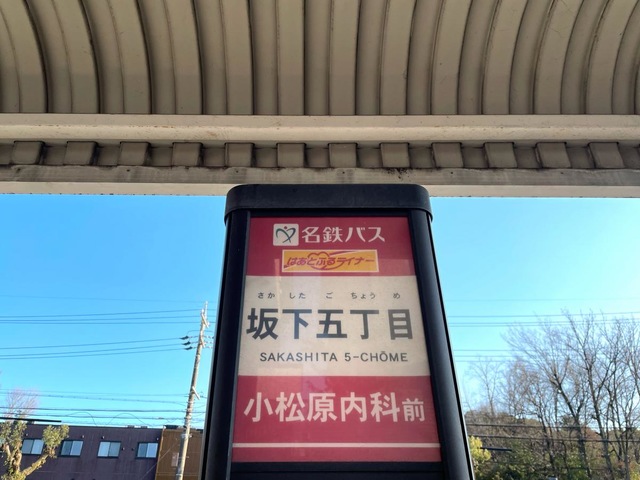 名鉄バス
はあとふるライナー
さか した ご ちょう め
坂下五丁目
SAKASHITA 5-CHŌME
小松原内科前